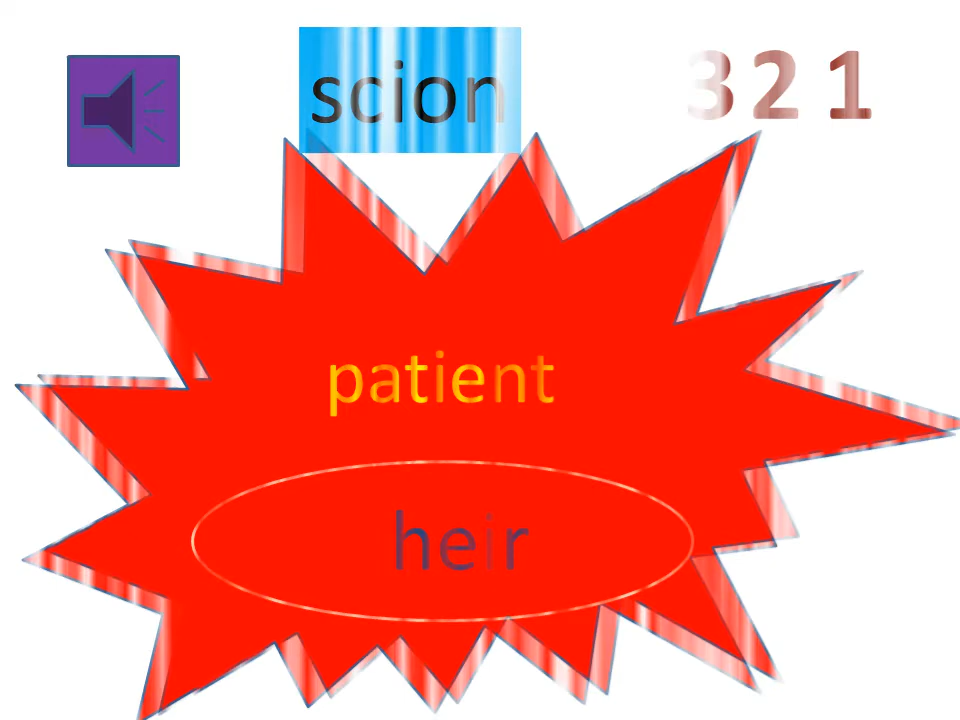 scion
3 2 1
patient
heir